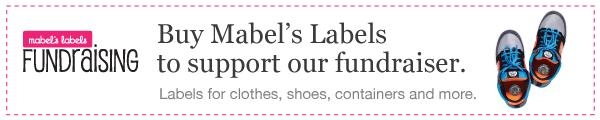 mabel's labels
FUNDraising
Buy Mabel's Labels
to support our fundraiser.
Labels for clothes, shoes, containers and more.